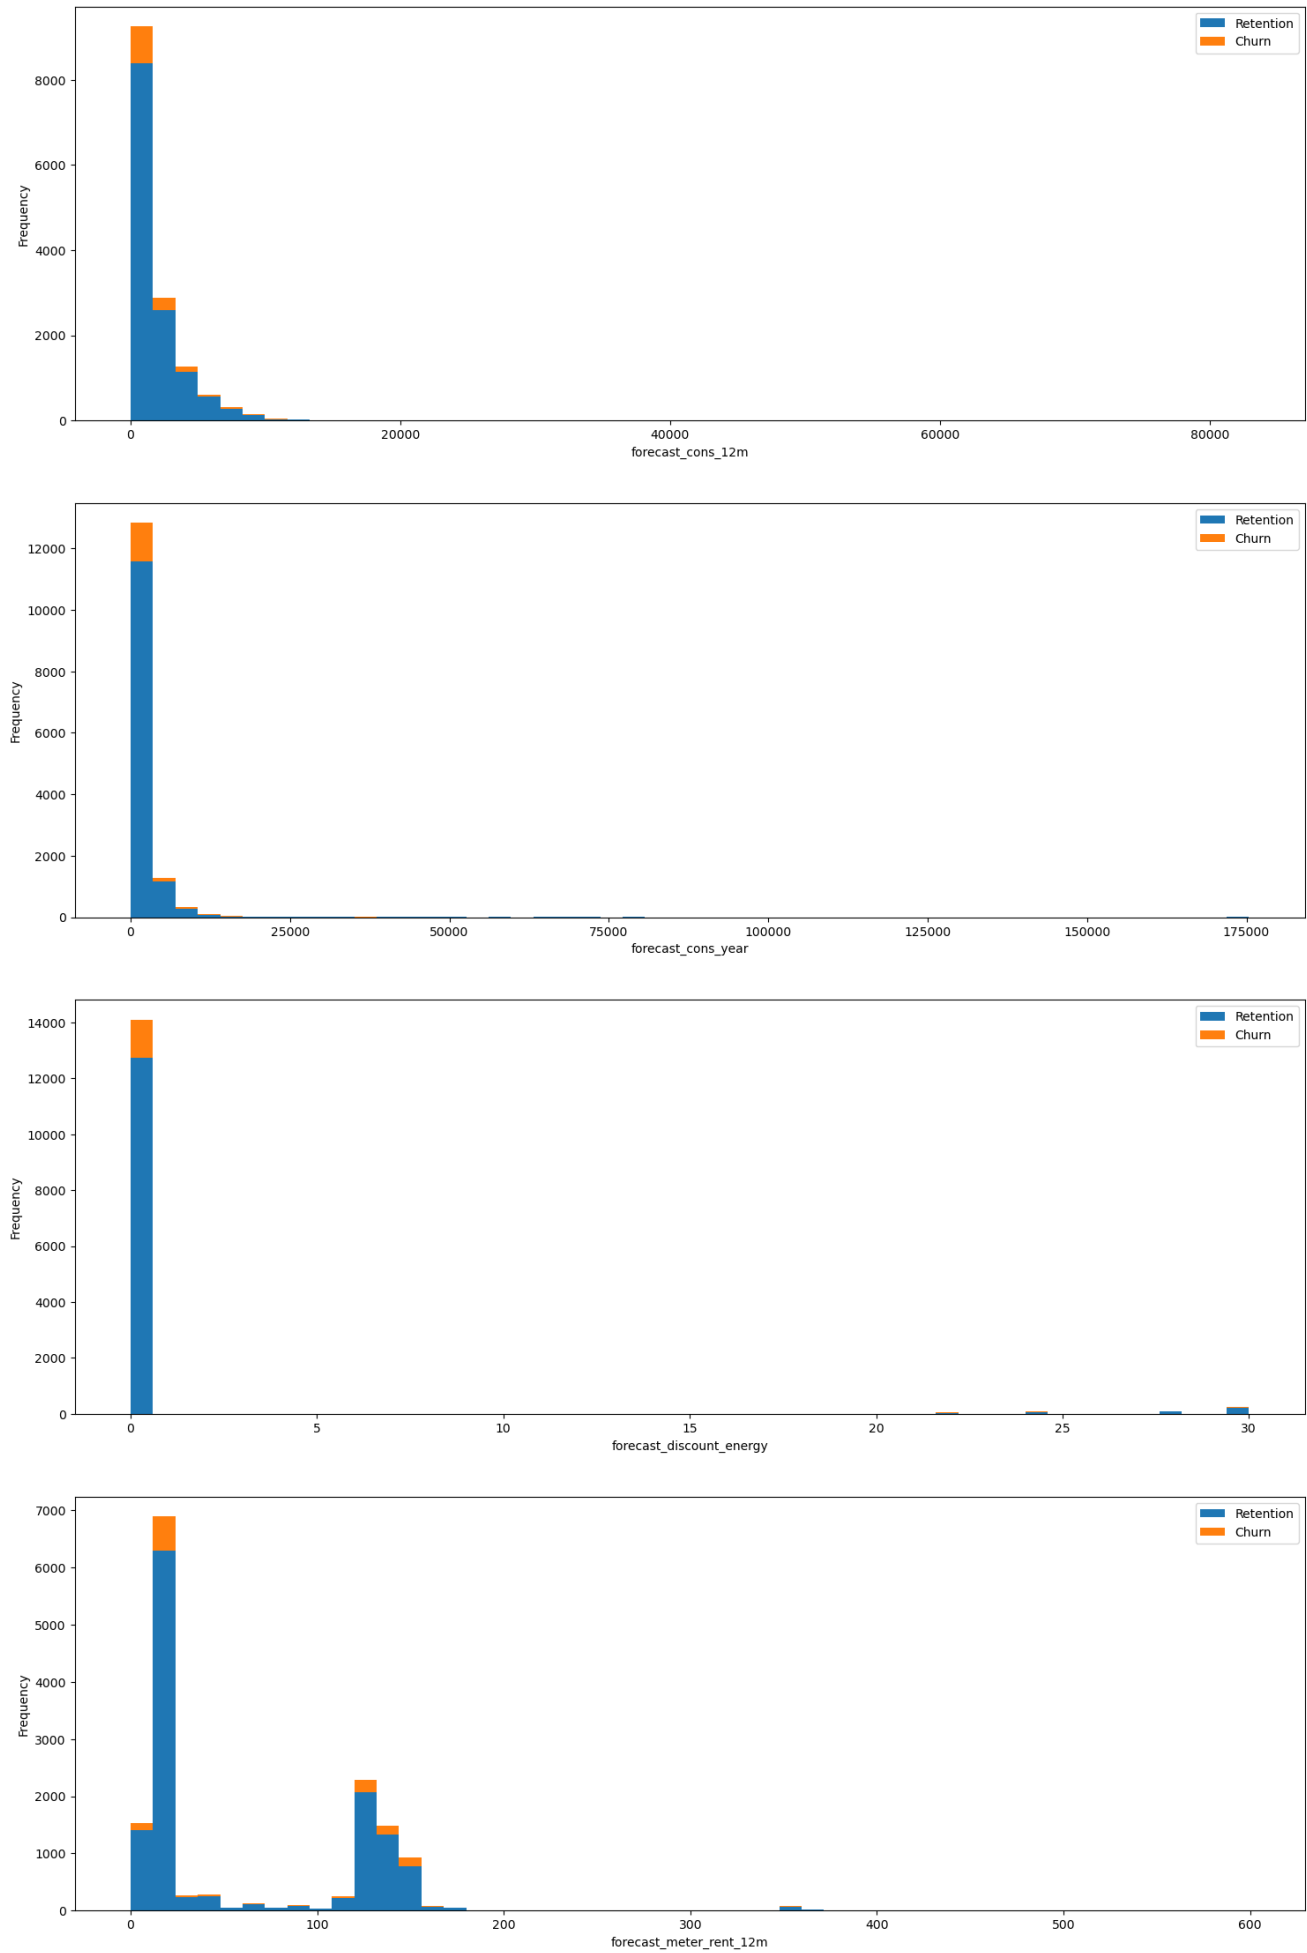 Retention
Churn
8000
6000
4000
2000
0
Frequency
0 20000 40000 60000 80000
forecast_cons_12m
Retention
Churn
12000
10000
8000
6000
4000
2000
0
Frequency
0 25000 50000 75000 100000 125000 150000 175000
forecast_cons_year
Retention
Churn
14000
12000
10000
8000
6000
4000
2000
0
Frequency
0 5 10 15 20 25 30
forecast_discount_energy
Retention
Churn
7000
6000
5000
4000
3000
2000
1000
0
Frequency
0 100 200 300 400 500 600
forecast_meter_rent_12m